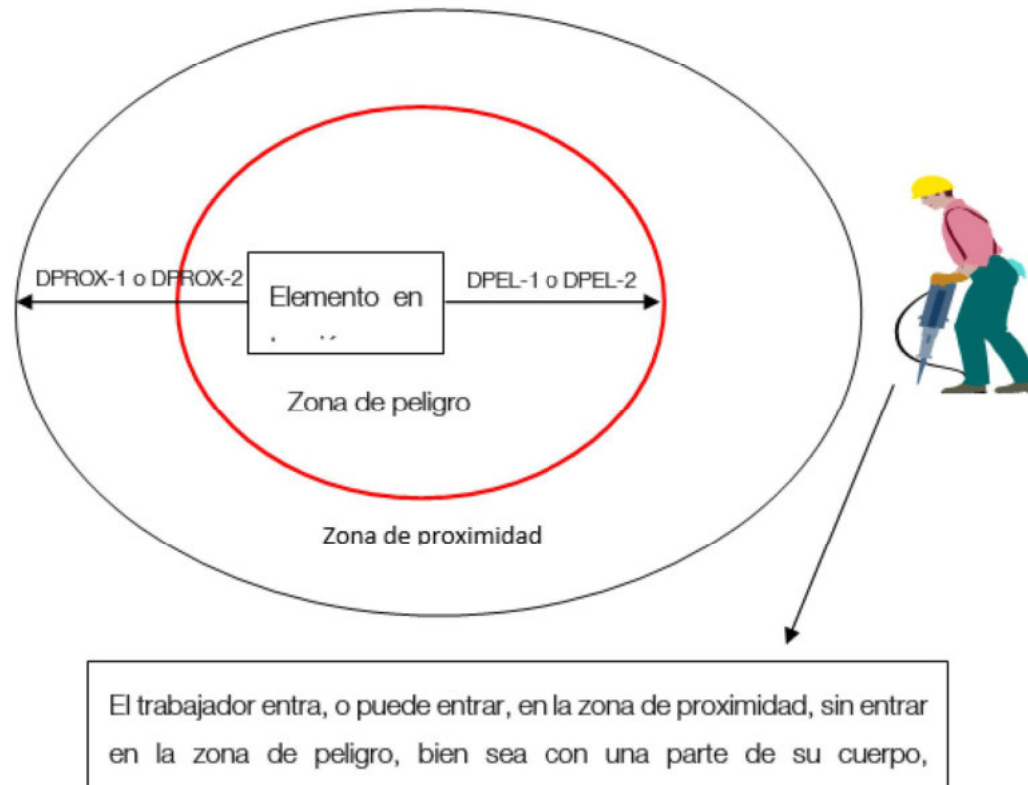 DPROX-1 o DPROX-2
DPEL-1 o DPEL-2
Elemento en
Zona de peligro
Zona de proximidad
El trabajador entra, o puede entrar, en la zona de proximidad, sin entrar
en la zona de peligro, bien sea con una parte de su cuerpo,